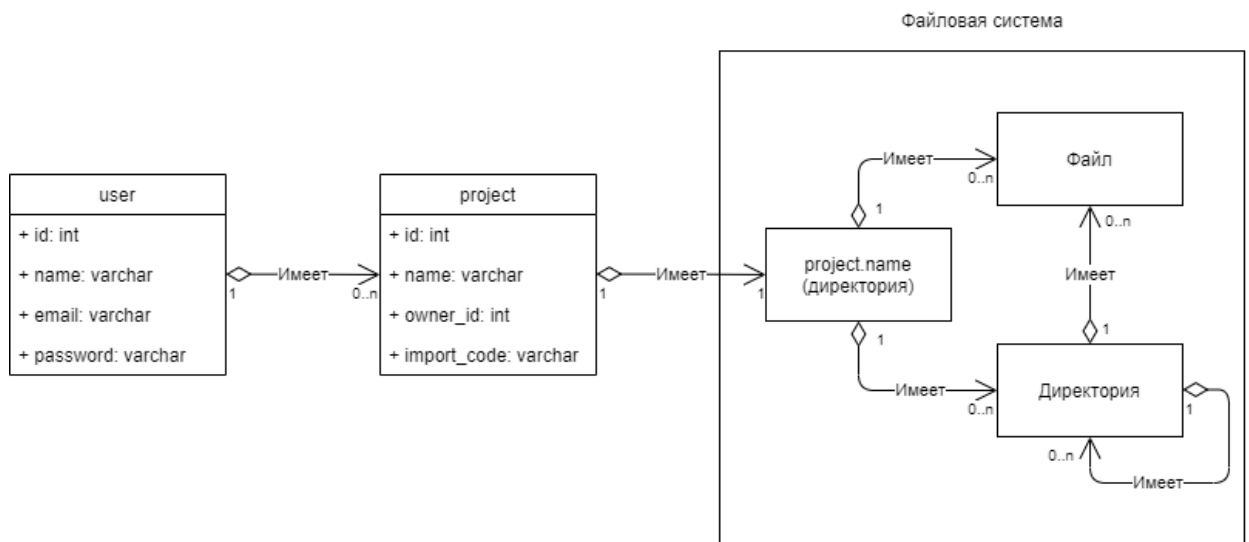 Файловая система
user
+ id: int
+ name: varchar
+ email: varchar
+ password: varchar
1
Имеет
0..n
project
+ id: int
+ name: varchar
+ owner_id: int
+ import_code: varchar
1
Имеет
1
project.name
(директория)
1
Имеет
0..n
Файл
1
Имеет
0..n
0..n
Имеет
1
Директория
1
0..n
Имеет